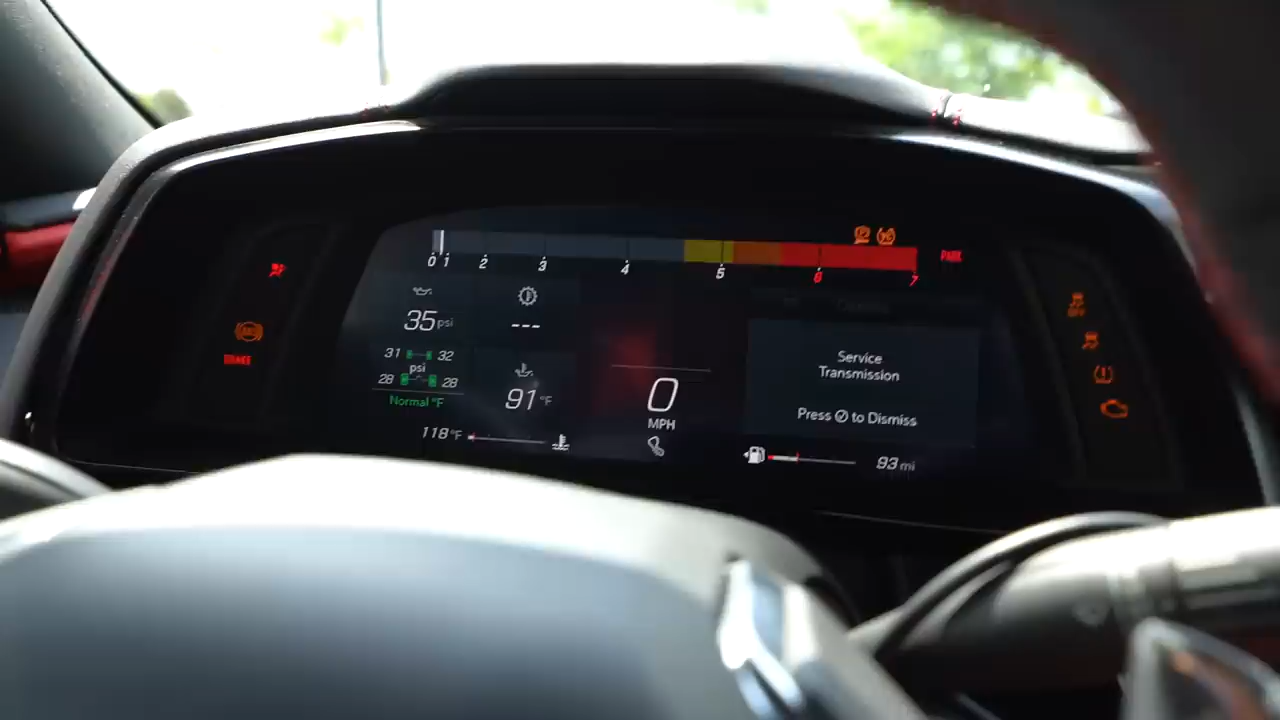 0 1 2 3 4 5 6 7
PARK
35 psi
---
31 32
psi
28 28
Normal °F
91 °F
118 °F
0
MPH
Service
Transmission
Press to Dismiss
93 mi
BRAKE